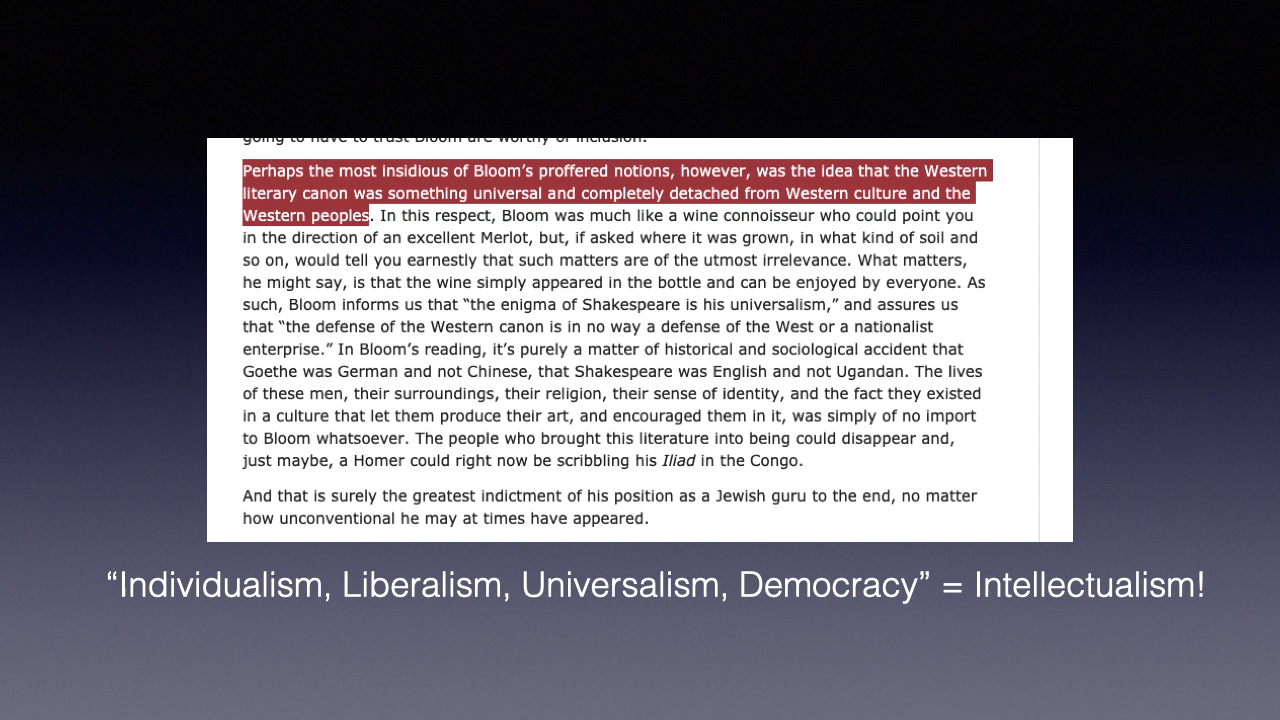 going to have to trust Bloom are worthy of inclusion.
Perhaps the most insidious of Bloom’s proffered notions, however, was the idea that the Western
literary canon was something universal and completely detached from Western culture and the
Western peoples. In this respect, Bloom was much like a wine connoisseur who could point you
in the direction of an excellent Merlot, but, if asked where it was grown, in what kind of soil and
so on, would tell you earnestly that such matters are of the utmost irrelevance. What matters,
he might say, is that the wine simply appeared in the bottle and can be enjoyed by everyone. As
such, Bloom informs us that “the enigma of Shakespeare is his universalism,” and assures us
that “the defense of the Western canon is in no way a defense of the West or a nationalist
enterprise.” In Bloom’s reading, it’s purely a matter of historical and sociological accident that
Goethe was German and not Chinese, that Shakespeare was English and not Ugandan. The lives
of these men, their surroundings, their religion, their sense of identity, and the fact they existed
in a culture that let them produce their art, and encouraged them in it, was simply of no import
to Bloom whatsoever. The people who brought this literature into being could disappear and,
just maybe, a Homer could right now be scribbling his Iliad in the Congo.
And that is surely the greatest indictment of his position as a Jewish guru to the end, no matter
how unconventional he may at times have appeared.
“Individualism, Liberalism, Universalism, Democracy” = Intellectualism!